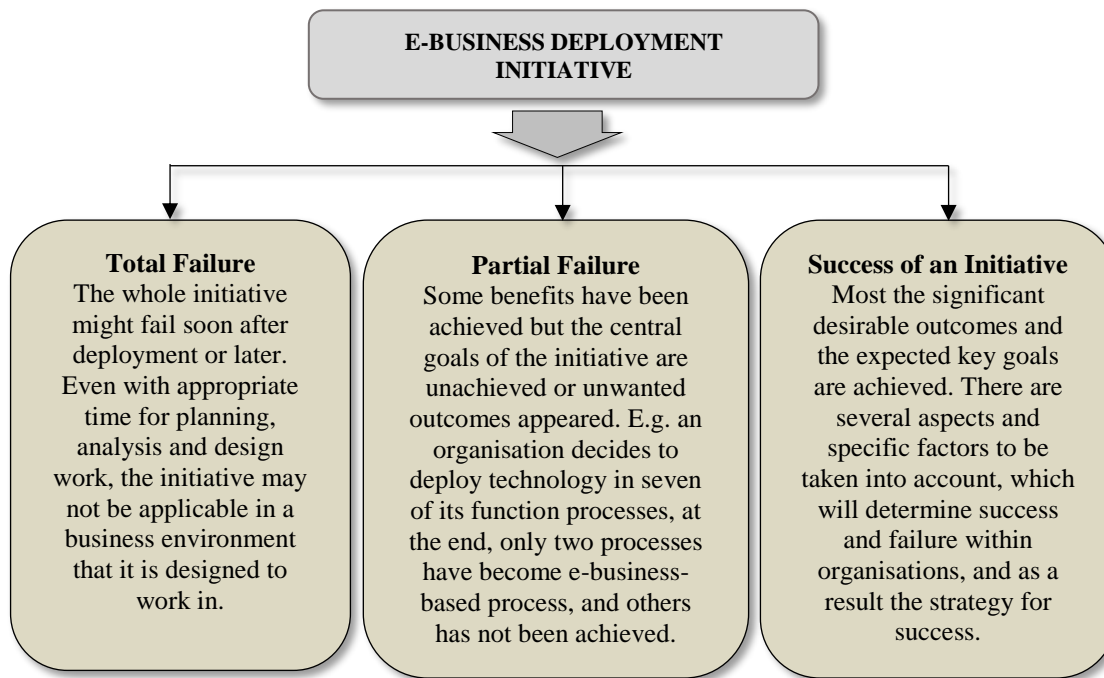 E-BUSINESS DEPLOYMENT
INITIATIVE
Total Failure
The whole initiative
might fail soon after
deployment or later.
Even with appropriate
time for planning,
analysis and design
work, the initiative may
not be applicable in a
business environment
that it is designed to
work in.
Partial Failure
Some benefits have been
achieved but the central
goals of the initiative are
unachieved or unwanted
outcomes appeared. E.g. an
organisation decides to
deploy technology in seven
of its function processes, at
the end, only two processes
have become e-business-
based process, and others
has not been achieved.
Success of an Initiative
Most the significant
desirable outcomes and
the expected key goals
are achieved. There are
several aspects and
specific factors to be
taken into account, which
will determine success
and failure within
organisations, and as a
result the strategy for
success.